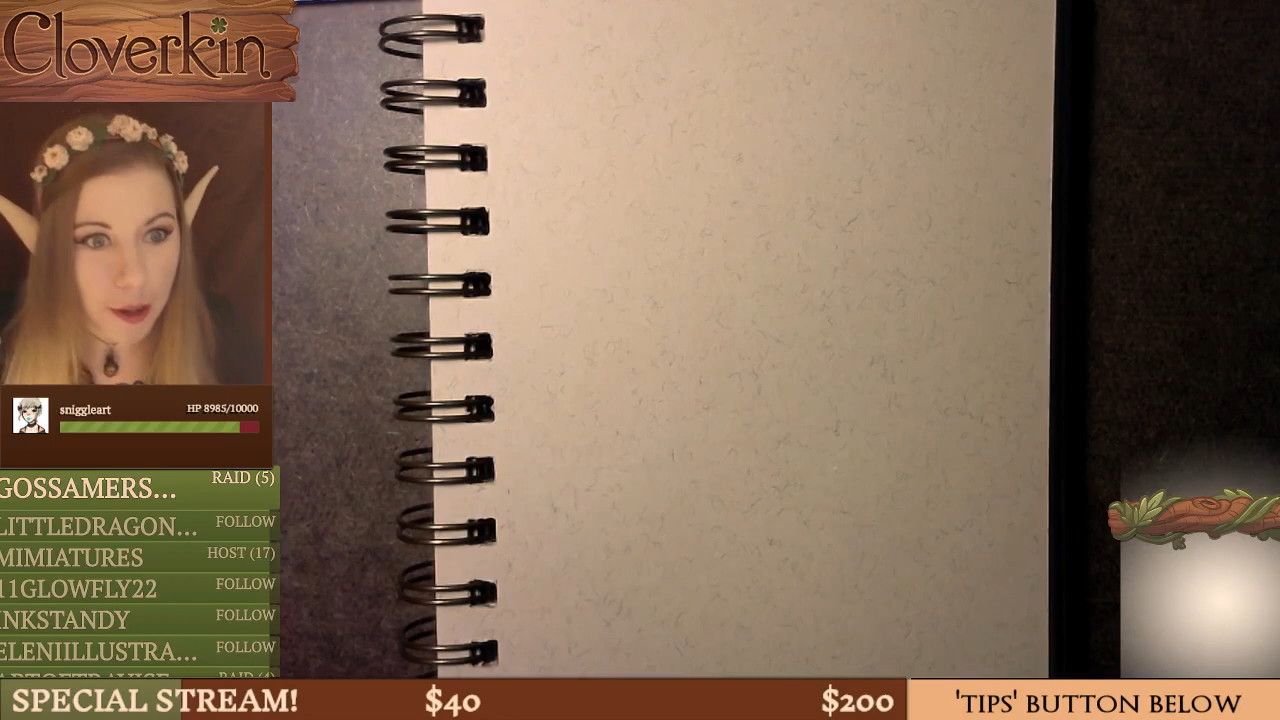 Cloverkin
sniggleart HP 8985/10000
GOSSAMERS... RAID (5)
LITTLEDRAGON... FOLLOW
MIMIATURES HOST (17)
11GLOWFLY22 FOLLOW
INKSTANDY FOLLOW
ELENIILLUSTRA... FOLLOW
SPECIAL STREAM! $40 $200 'TIPS' BUTTON BELOW